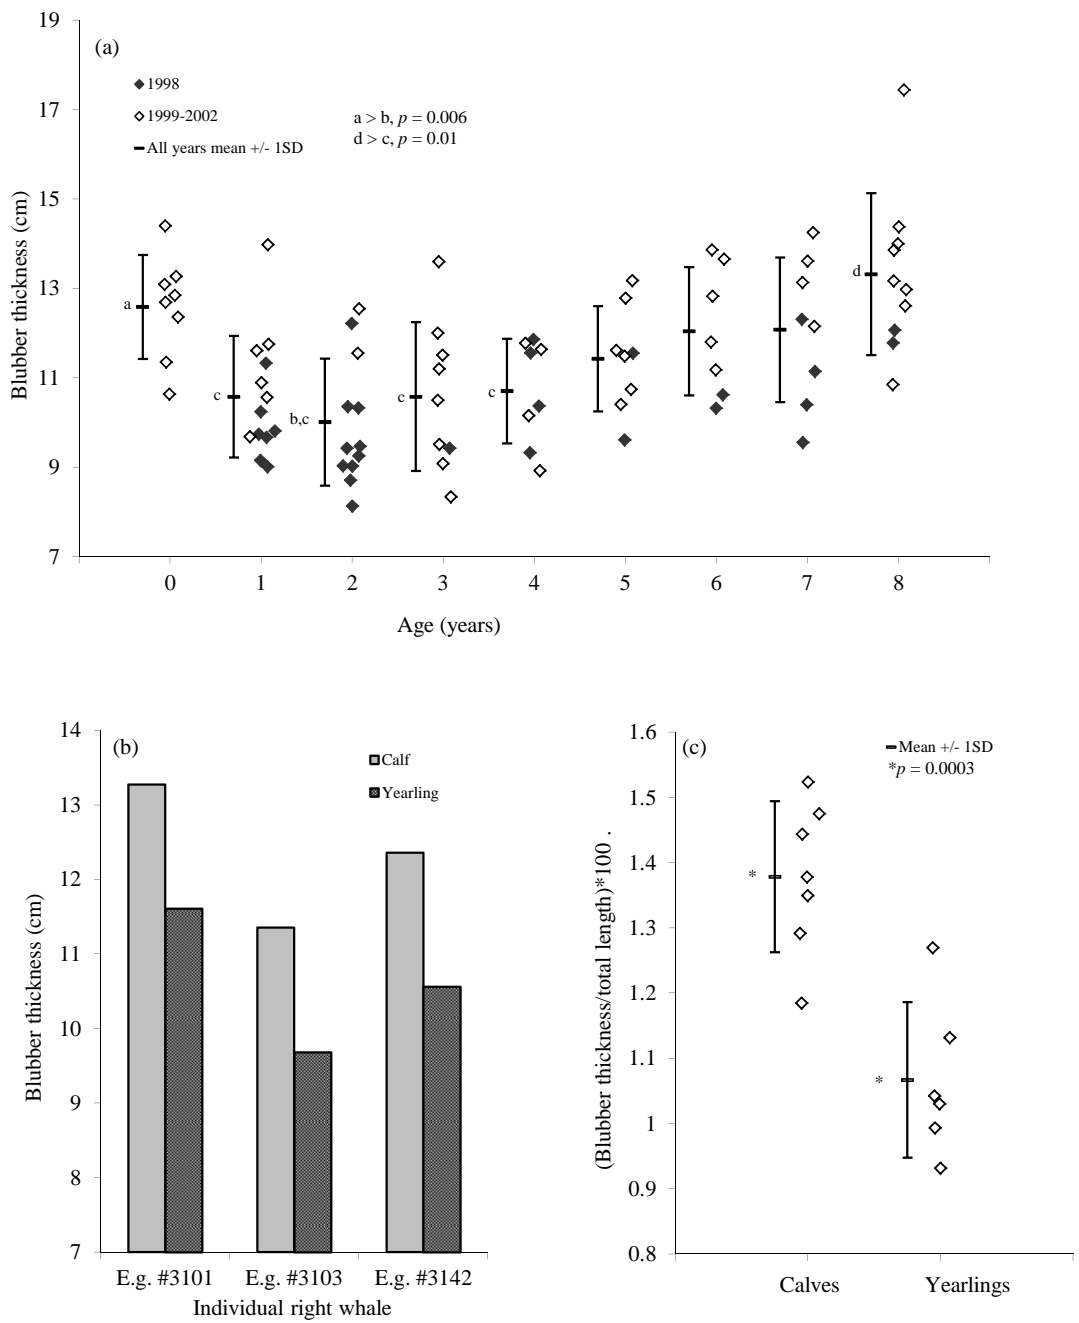 (a)
19
17
15
13
11
9
7
Blubber thickness (cm)
1998
1999-2002
All years mean +/- 1SD
a > b, p = 0.006
d > c, p = 0.01
a
c
b,c
c
c
d
0 1 2 3 4 5 6 7 8
Age (years)
(b)
14
13
12
11
10
9
8
7
Blubber thickness (cm)
Calf
Yearling
E.g. #3101 E.g. #3103 E.g. #3142
Individual right whale
(c)
1.6
1.5
1.4
1.3
1.2
1.1
1
0.9
0.8
(Blubber thickness/total length)*100 .
Mean +/- 1SD
*p = 0.0003
*
*
Calves Yearlings